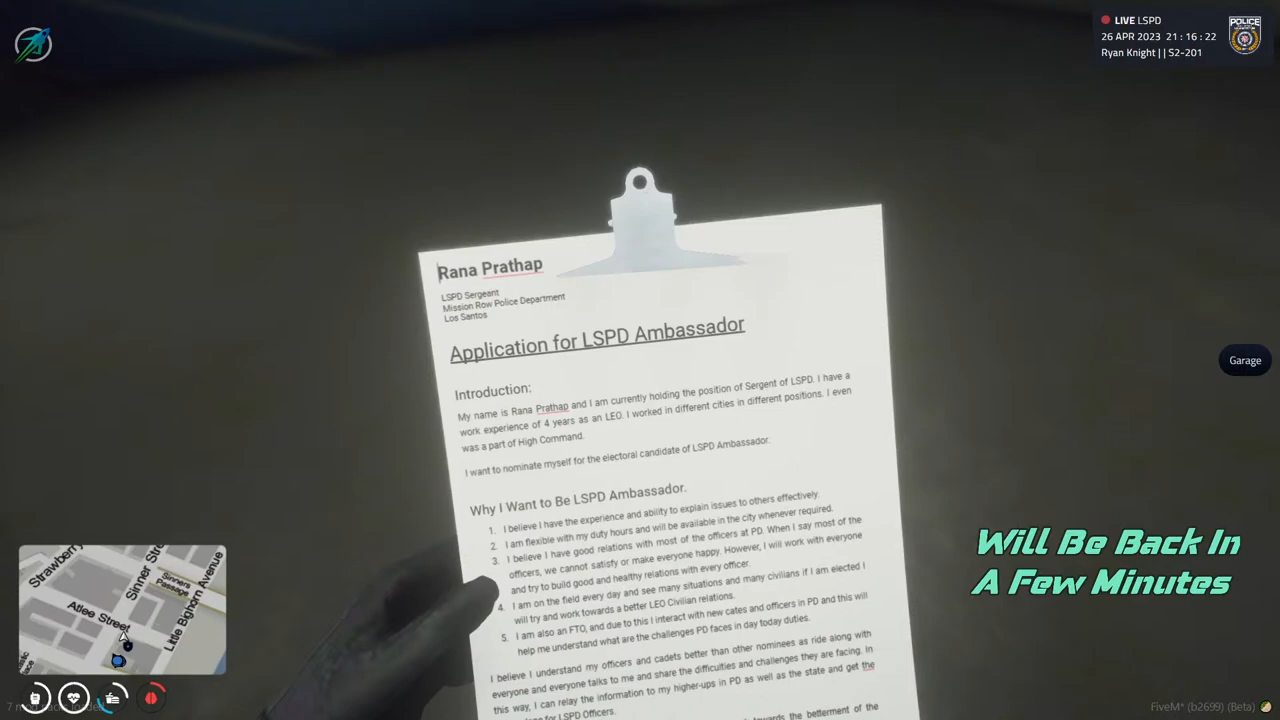 LIVE LSPD
26 APR 2023 21:16:22
Ryan Knight | | S2-201
POLICE
Rana Prathap
LSPD Sergeant
Mission Row Police Department
Los Santos
Application for LSPD Ambassador
Introduction:
My name is Rana Prathap and I am currently holding the position of Sergent of LSPD. I have a
work experience of 4 years as an LEO. I worked in different cities in different positions. I even
was a part of High Command.
I want to nominate myself for the electoral candidate of LSPD Ambassador.
Why I Want to Be LSPD Ambassador.
1. I believe I have the experience and ability to explain issues to others effectively.
2. I am flexible with my duty hours and will be available in the city whenever required.
3. I believe I have good relations with most of the officers at PD. When I say most of the
officers, we cannot satisfy or make everyone happy. However, I will work with everyone
and try to build good and healthy relations with every officer.
4. I am on the field every day and see many situations and many civilians if I am elected I
will try and work towards a better LEO Civilian relations.
5. I am also an FTO, and due to this I interact with new cates and officers in PD and this will
help me understand what are the challenges PD faces in day today duties.
I believe I understand my officers and cadets better than other nominees as ride along with
everyone and everyone talks to me and share the difficulties and challenges they are facing. In
this way, I can relay the information to my higher-ups in PD as well as the state and get the
for LSPD Officers.
towards the betterment of the
Garage
Will Be Back In
A Few Minutes
Strawberry
Sinner Str
Sinners
Passage
Atlee Street
Little Bighorn Avenue
FiveM* (b2699) (Beta)